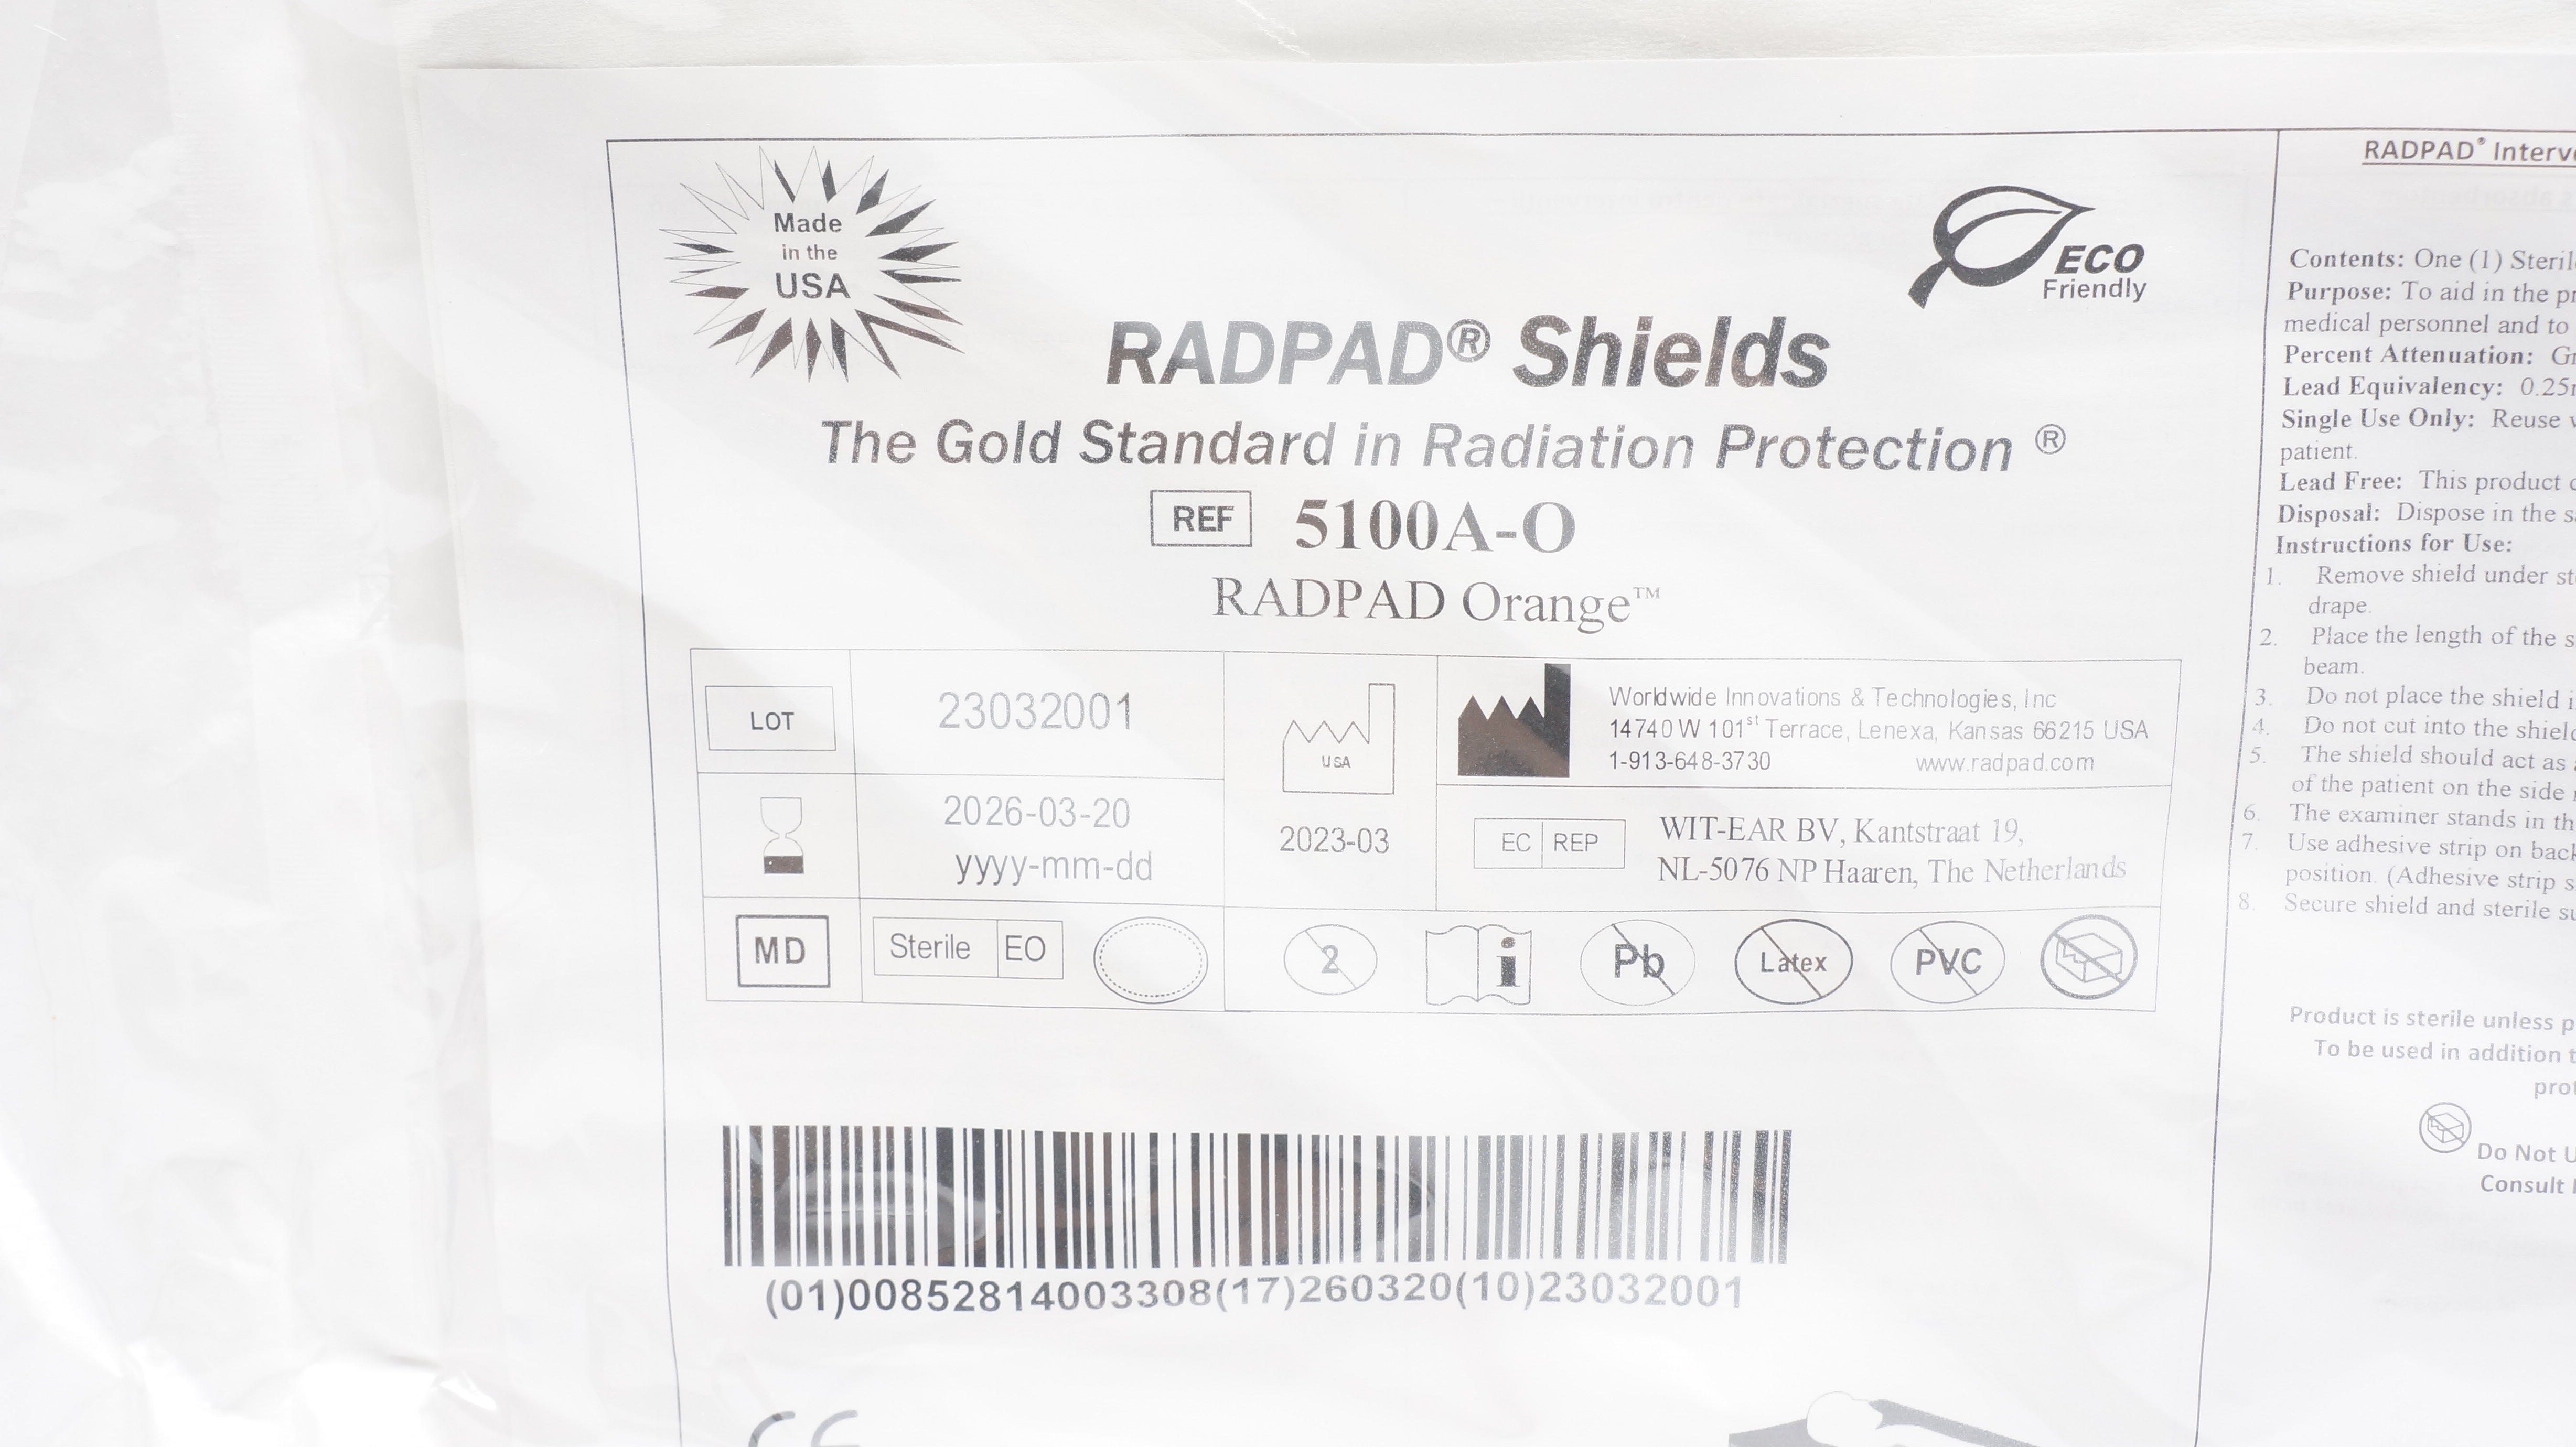 Made
in the
USA
ECO
Friendly
RADPAD® Shields
The Gold Standard in Radiation Protection ®
REF 5100A-O
RADPAD Orange™
LOT 23032001
2026-03-20
yyyy-mm-dd
USA
2023-03
Worldwide Innovations & Technologies, Inc
14740 W 101st Terrace, Lenexa, Kansas 66215 USA
1-913-648-3730 www.radpad.com
EC REP
WIT-EAR BV, Kantstraat 19,
NL-5076 NP Haaren, The Netherlands
MD Sterile EO 2 i Pb Latex PVC
(01)00852814003308(17)260320(10)23032001
CE
RADPAD®
Contents: One (1)
Purpose: To aid in the
medical personnel and to
Percent Attenuation:
Lead Equivalency:
Single Use Only: Reuse
patient.
Lead Free: This product
Disposal: Dispose in the
Instructions for Use:
1. Remove shield under
drape.
2. Place the length of the
beam.
3. Do not place the shield
4. Do not cut into the
5. The shield should act as
of the patient on the side
6. The examiner stands in
7. Use adhesive strip on
position. (Adhesive strip
8. Secure shield and sterile
Product is sterile unless
To be used in addition
Do Not
Consult